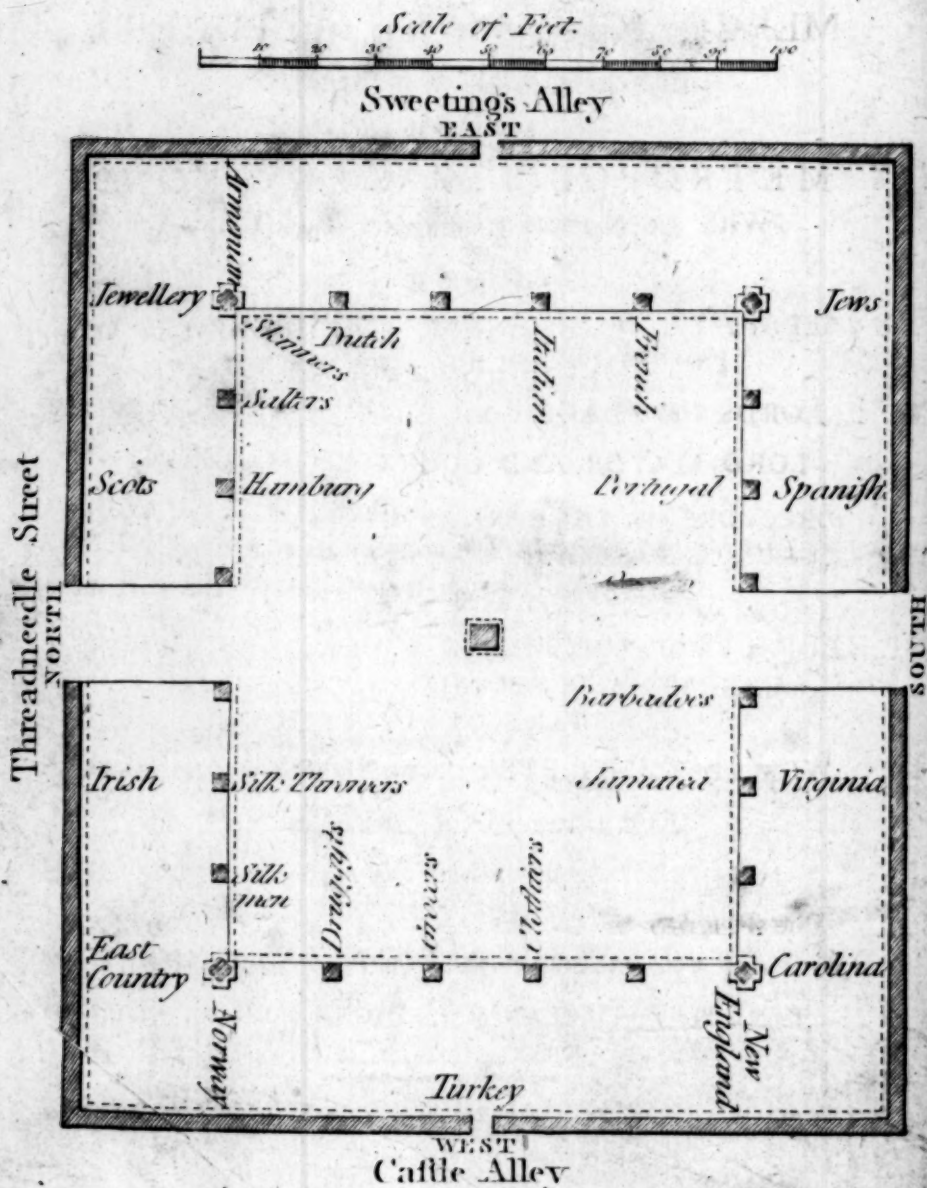 Scale of Feet.
10 20 30 40 50 60 70 80 90 100
Sweeting's Alley
EAST
Armenian
Jewellery
Jews
Skinners
Dutch
Italian
French
Salters
Scots
Hamburg
Portugal
Spaniſh
Threadneedle Street
NORTH
SOUTH
Barbadoes
Irish
Silk Throwers
Jamaica
Virginia
Silk
men
Druggiſts
Grocers
East
Country
Carolina
Norway
New
England
Turkey
WEST
Caſtle Alley